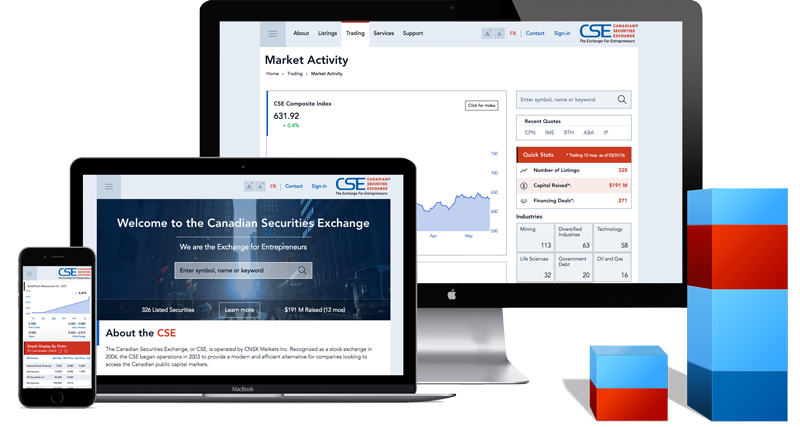 About Listings Trading Services Support
A A FR Contact Sign-in
CSE CANADIAN SECURITIES EXCHANGE
The Exchange For Entrepreneurs
Market Activity
Home > Trading > Market Activity
CSE Composite Index
Click for Index
631.92
+ 0.4%
750
700
650
600
550
Apr May
Enter symbol, name or keyword
Recent Quotes
CPN IME BTH ABA IP
Quick Stats * Trailing 12 mos. as of 03/31/16
Number of Listings: 328
Capital Raised*: $191 M
Financing Deals*: 271
Industries
Mining 113
Diversified Industries 63
Technology 58
Life Sciences 32
Government Debt 20
Oil and Gas 16
A A FR Contact Sign-in
CSE CANADIAN SECURITIES EXCHANGE
The Exchange For Entrepreneurs
Welcome to the Canadian Securities Exchange
We are the Exchange for Entrepreneurs
Enter symbol, name or keyword
326 Listed Securities Learn more $191 M Raised (12 mos)
About the CSE
The Canadian Securities Exchange, or CSE, is operated by CNSX Markets Inc. Recognized as a stock exchange in
2004, the CSE began operations in 2003 to provide a modern and efficient alternative for companies looking to
access the Canadian public capital markets.
MacBook
CSE CANADIAN SECURITIES EXCHANGE
The Exchange For Entrepreneurs
Depth Display By Order